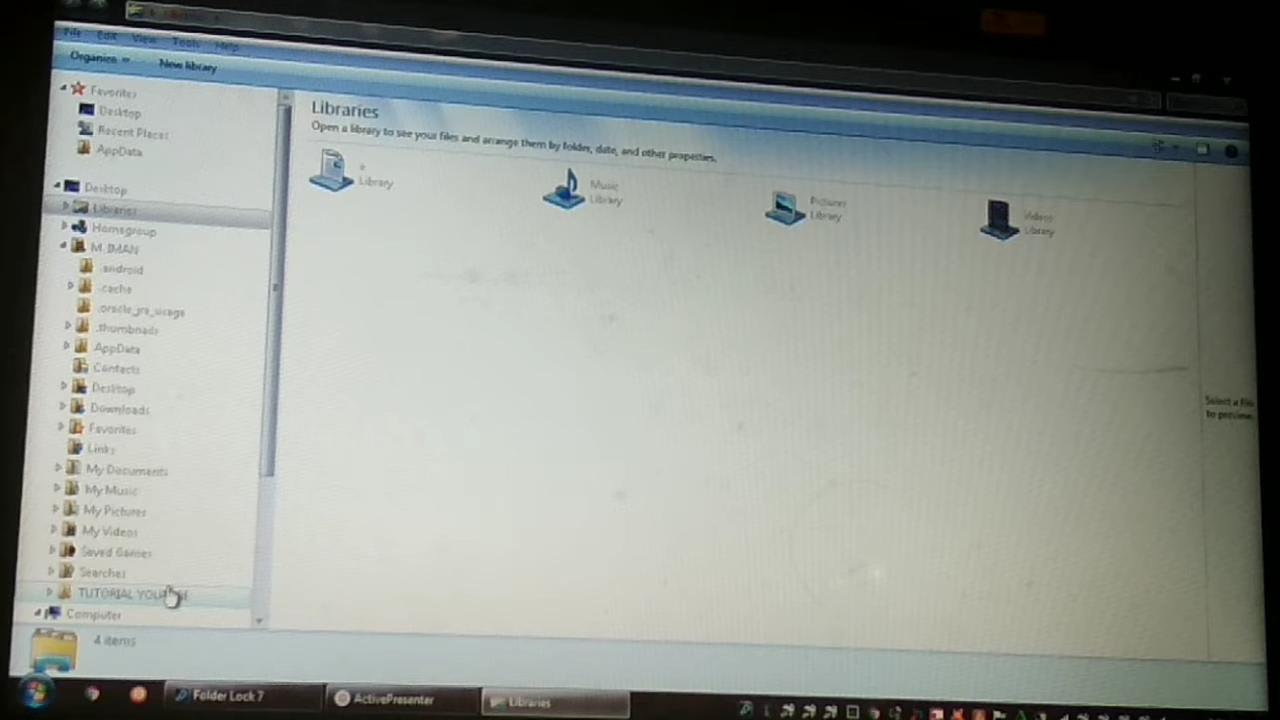 File Edit View Tools Help
Organize New library
Favorites
Desktop
Recent Places
AppData
Desktop
Libraries
Homegroup
M. IMAN
.android
.cache
.oracle_jre_usage
.thumbnails
AppData
Contacts
Desktop
Downloads
Favorites
Links
My Documents
My Music
My Pictures
My Videos
Saved Games
Searches
TUTORIAL
Computer
Libraries
Open a library to see your files and arrange them by folder, date, and other properties.
e
Library
Music
Library
Pictures
Library
Videos
Library
Select a file
to preview.
4 items
Folder Lock 7
ActivePresenter
Libraries